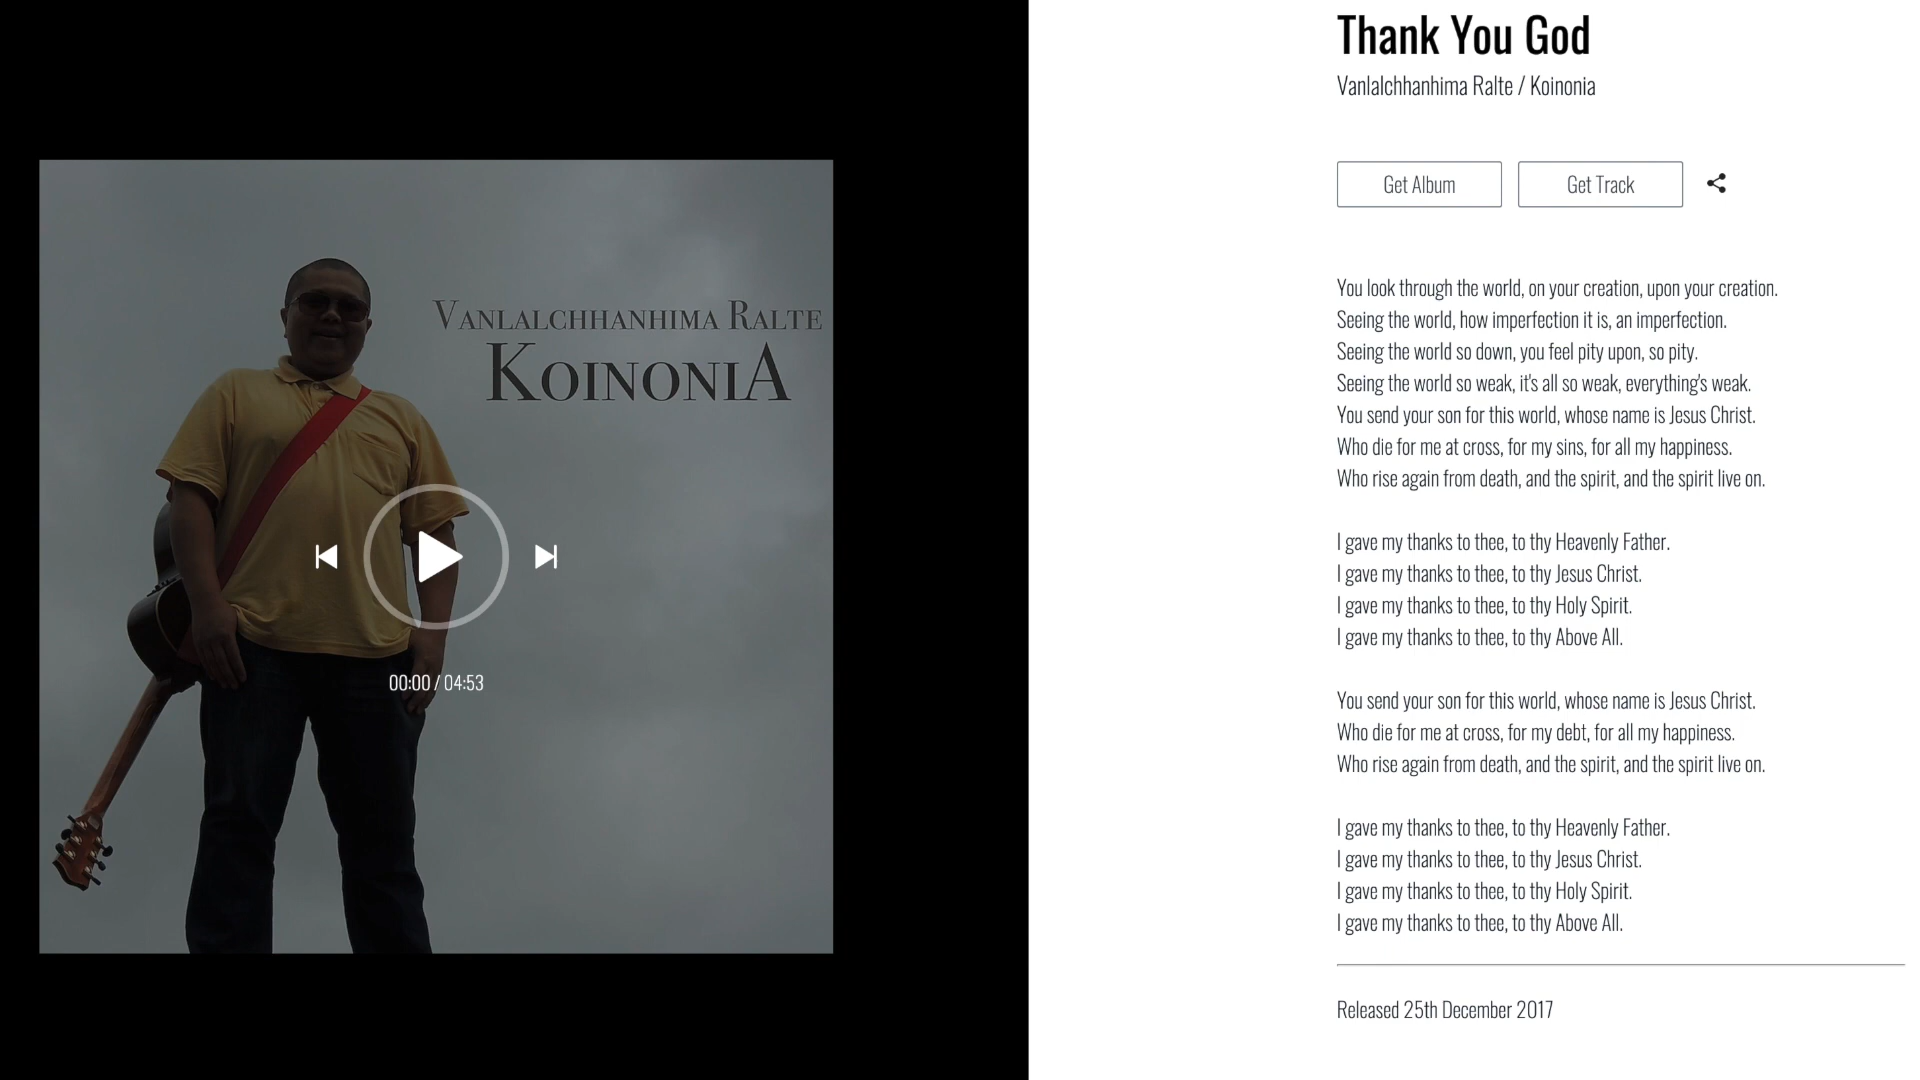 Vanlalchhanhima Ralte
Koinonia
00:00 / 04:53
Thank You God
Vanlalchhanhima Ralte / Koinonia
Get Album
Get Track
You look through the world, on your creation, upon your creation.
Seeing the world, how imperfection it is, an imperfection.
Seeing the world so down, you feel pity upon, so pity.
Seeing the world so weak, it's all so weak, everything's weak.
You send your son for this world, whose name is Jesus Christ.
Who die for me at cross, for my sins, for all my happiness.
Who rise again from death, and the spirit, and the spirit live on.
I gave my thanks to thee, to thy Heavenly Father.
I gave my thanks to thee, to thy Jesus Christ.
I gave my thanks to thee, to thy Holy Spirit.
I gave my thanks to thee, to thy Above All.
You send your son for this world, whose name is Jesus Christ.
Who die for me at cross, for my debt, for all my happiness.
Who rise again from death, and the spirit, and the spirit live on.
I gave my thanks to thee, to thy Heavenly Father.
I gave my thanks to thee, to thy Jesus Christ.
I gave my thanks to thee, to thy Holy Spirit.
I gave my thanks to thee, to thy Above All.
Released 25th December 2017